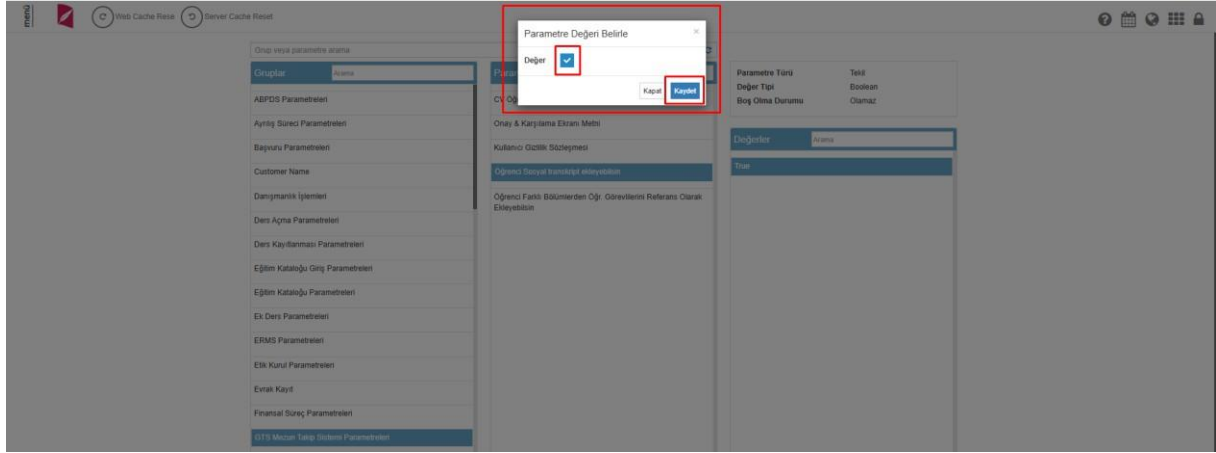 menü
Web Cache Rese
Server Cache Reset
Parametre Değeri Belirle
×
Değer
Kapat
Kaydet
Grup veya parametre arama
Gruplar
Arama
ABPDS Parametreleri
Ayrılış Süreci Parametreleri
Başvuru Parametreleri
Customer Name
Danışmanlık İşlemleri
Ders Açma Parametreleri
Ders Kayıtlanması Parametreleri
Eğitim Kataloğu Giriş Parametreleri
Eğitim Kataloğu Parametreleri
Ek Ders Parametreleri
ERMS Parametreleri
Etik Kurul Parametreleri
Evrak Kayıt
Finansal Süreç Parametreleri
GTS Mezun Takip Sistemi Parametreleri
Onay & Karşılama Ekranı Metni
Kullanıcı Gizlilik Sözleşmesi
Öğrenci Sosyal transkript ekleyebilsin
Öğrenci Farklı Bölümlerden Öğr. Görevlilerini Referans Olarak
Ekleyebilsin
Parametre Türü Tekil
Değer Tipi Boolean
Boş Olma Durumu Olamaz
Değerler
Arama
True